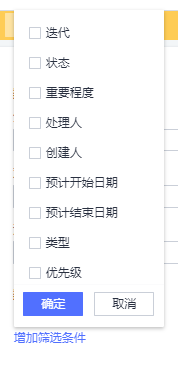 迭代
状态
重要程度
处理人
创建人
预计开始日期
预计结束日期
类型
优先级
确定 取消
增加筛选条件